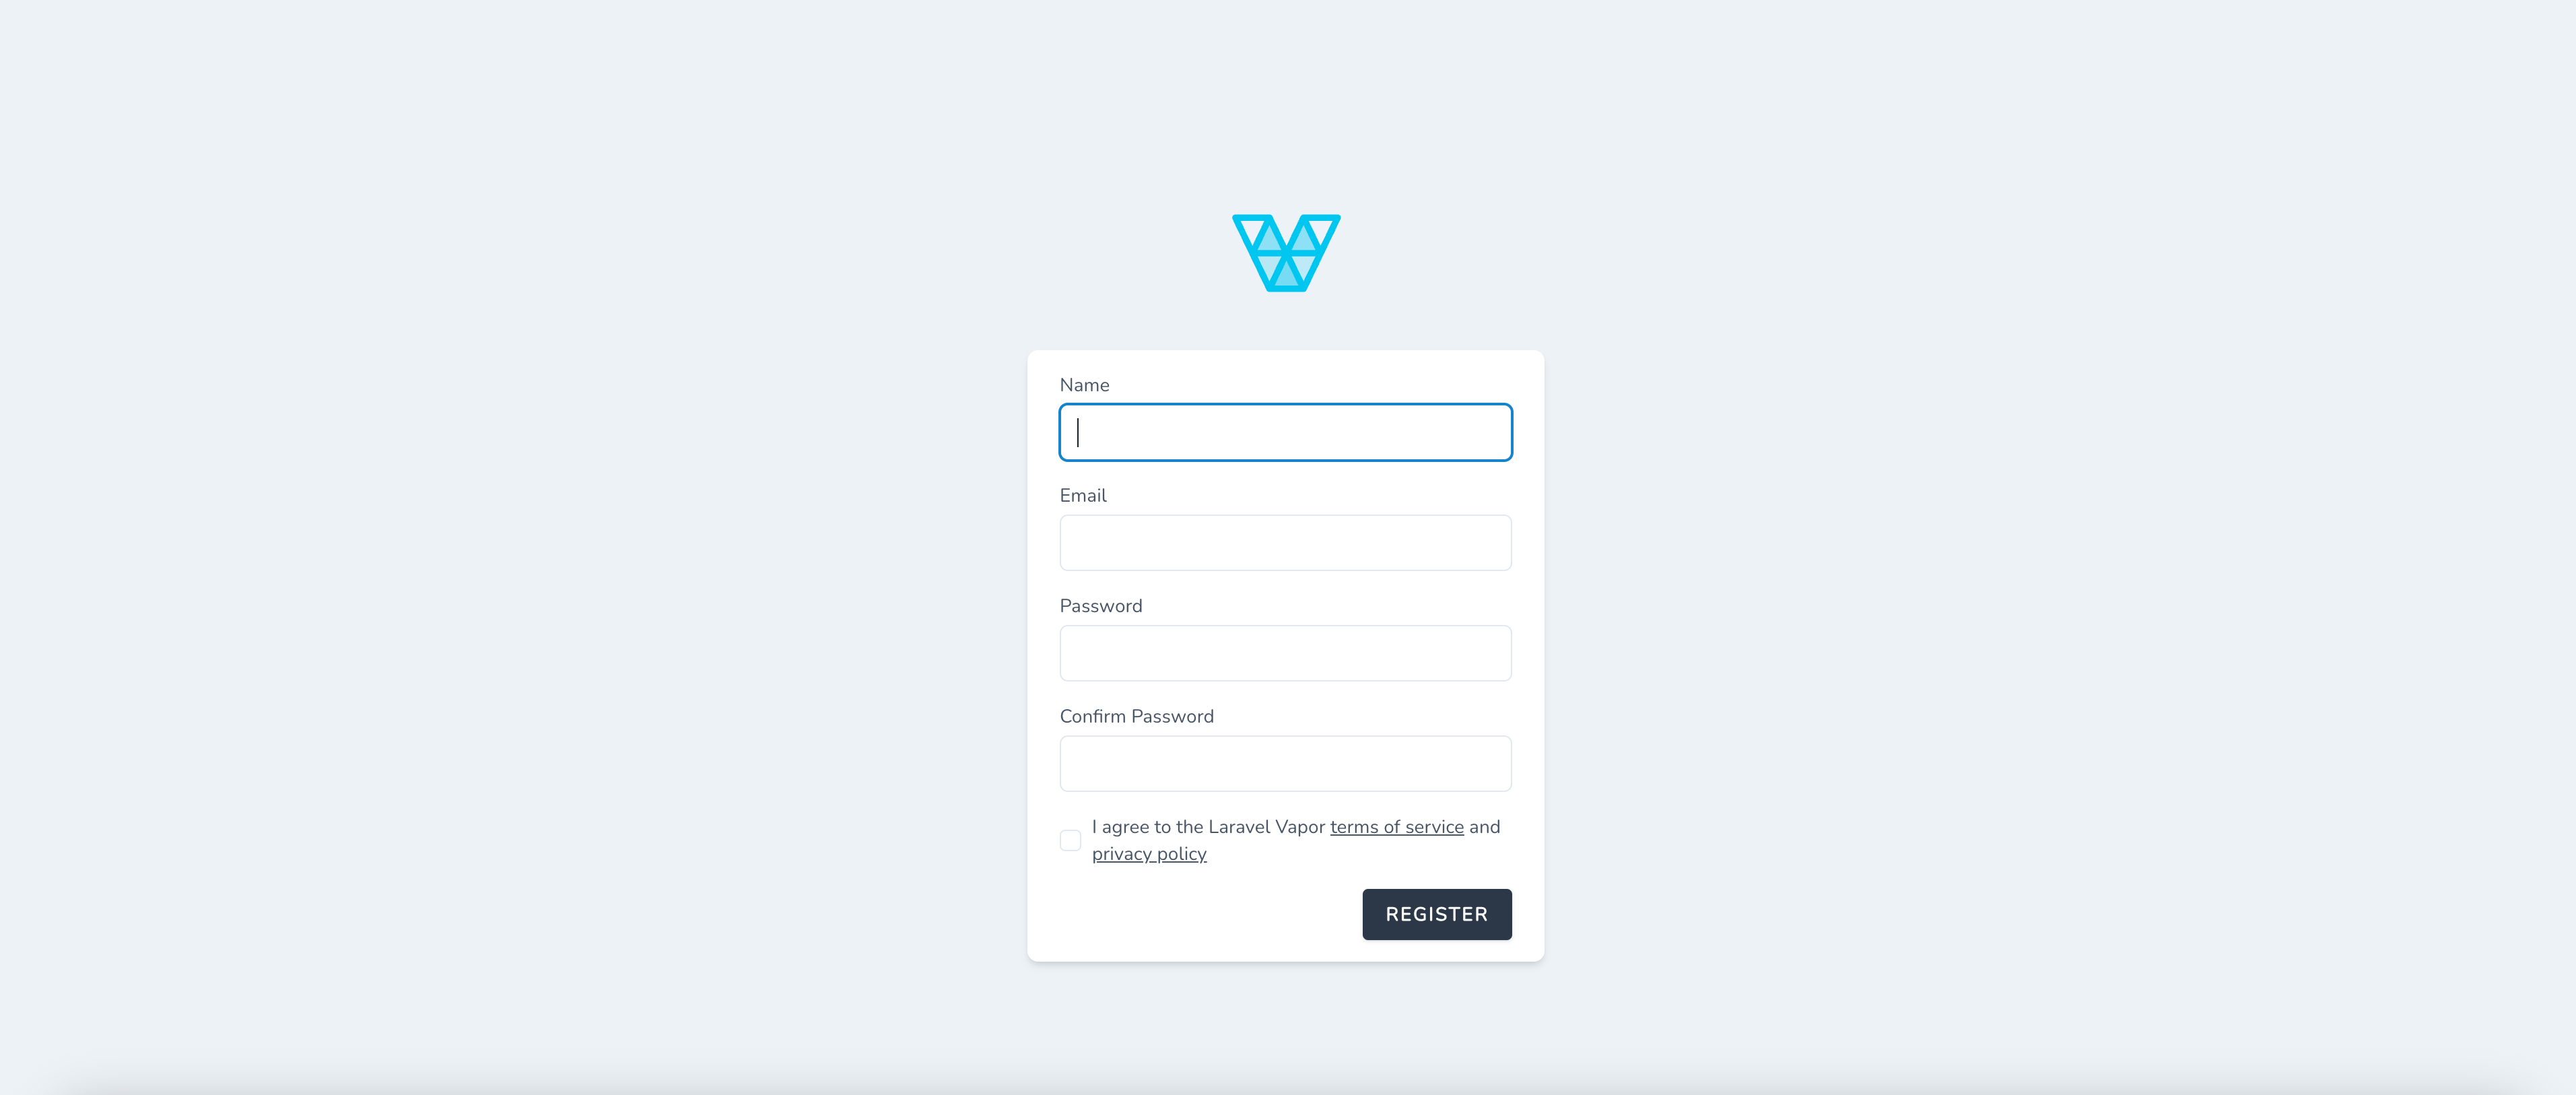 Name
Email
Password
Confirm Password
I agree to the Laravel Vapor terms of service and
privacy policy
REGISTER